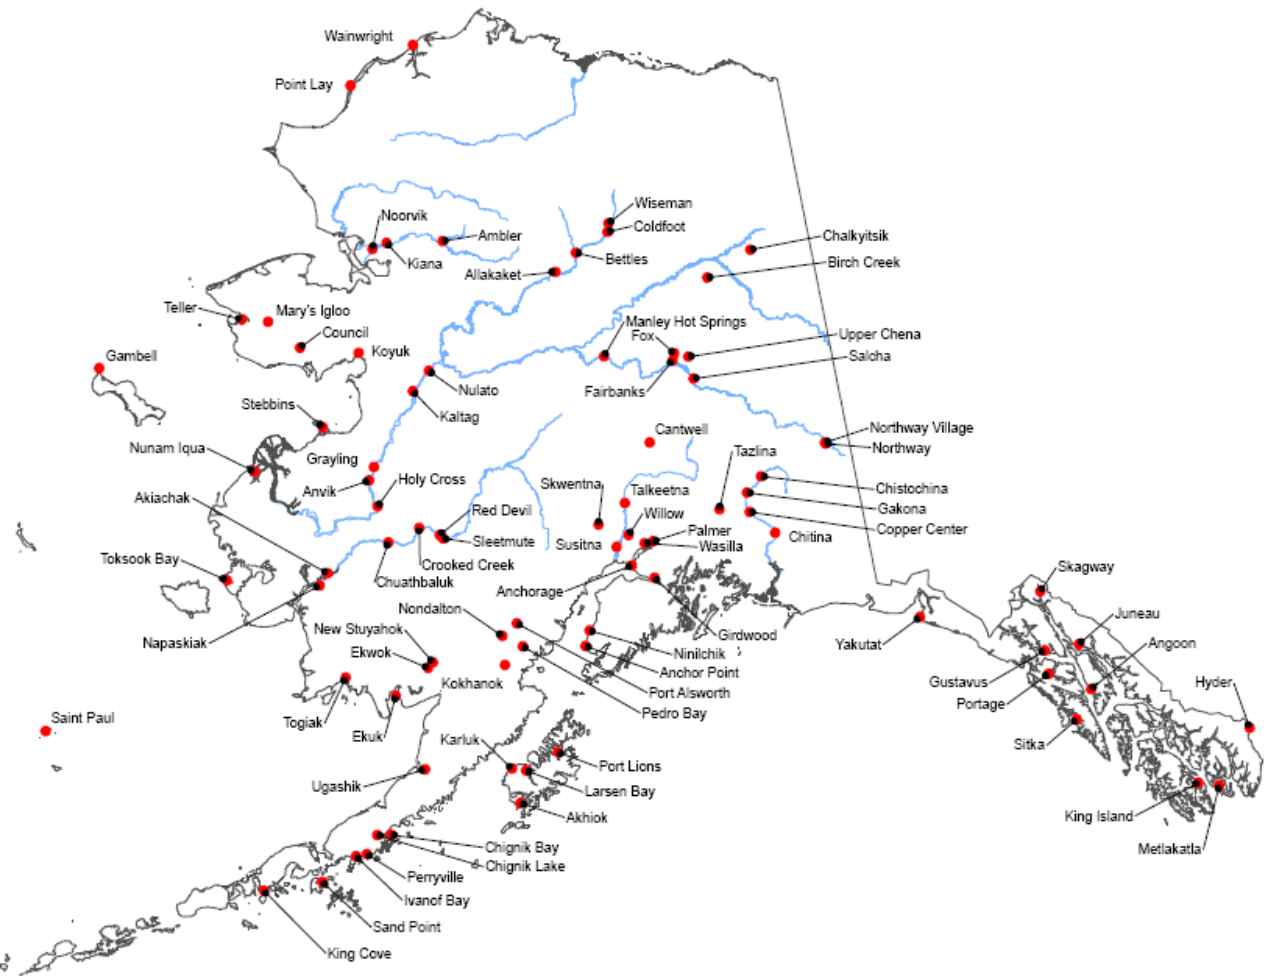 Wainwright
Point Lay
Wiseman
Noorvik
Coldfoot
Ambler
Chalkyitsik
Kiana
Bettles
Birch Creek
Allakaket
Teller
Mary's Igloo
Manley Hot Springs
Council
Fox
Upper Chena
Koyuk
Gambell
Salcha
Nulato
Fairbanks
Stebbins
Kaltag
Cantwell
Northway Village
Nunam Iqua
Northway
Grayling
Tazlina
Holy Cross
Skwentna
Anvik
Talkeetna
Chistochina
Akiachak
Red Devil
Gakona
Willow
Palmer
Copper Center
Sleetmute
Susitna
Wasilla
Chitina
Toksook Bay
Crooked Creek
Skagway
Chuathbaluk
Anchorage
Nondalton
Juneau
New Stuyahok
Girdwood
Napaskiak
Yakutat
Angoon
Ekwok
Ninilchik
Anchor Point
Gustavus
Hyder
Kokhanok
Port Alsworth
Portage
Pedro Bay
Saint Paul
Togiak
Ekuk
Karluk
Sitka
Port Lions
Ugashik
Larsen Bay
Akhiok
King Island
Chignik Bay
Metlakatla
Chignik Lake
Perryville
Ivanof Bay
Sand Point
King Cove